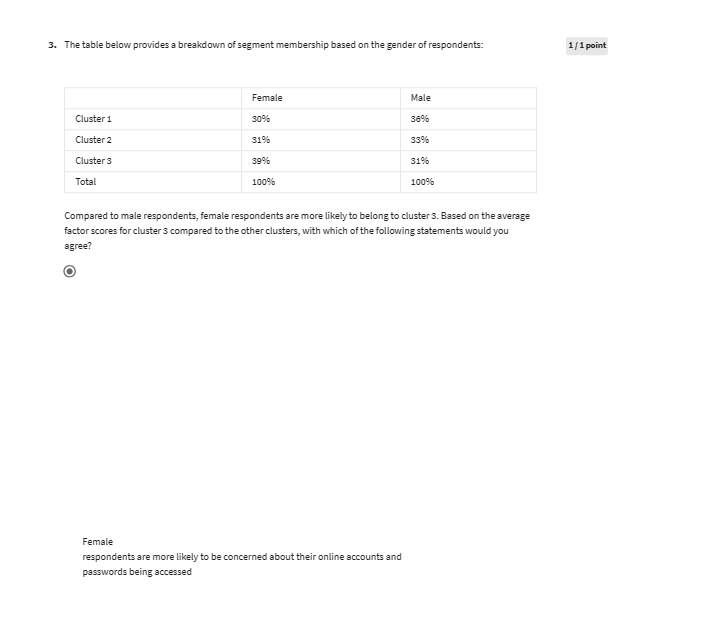 3. The table below provides a breakdown of segment membership based on the gender of respondents:
1 / 1 point
Female Male
Cluster 1 30% 36%
Cluster 2 31% 33%
Cluster 3 39% 31%
Total 100% 100%
Compared to male respondents, female respondents are more likely to belong to cluster 3. Based on the average
factor scores for cluster 3 compared to the other clusters, with which of the following statements would you
agree?
Female
respondents are more likely to be concerned about their online accounts and
passwords being accessed